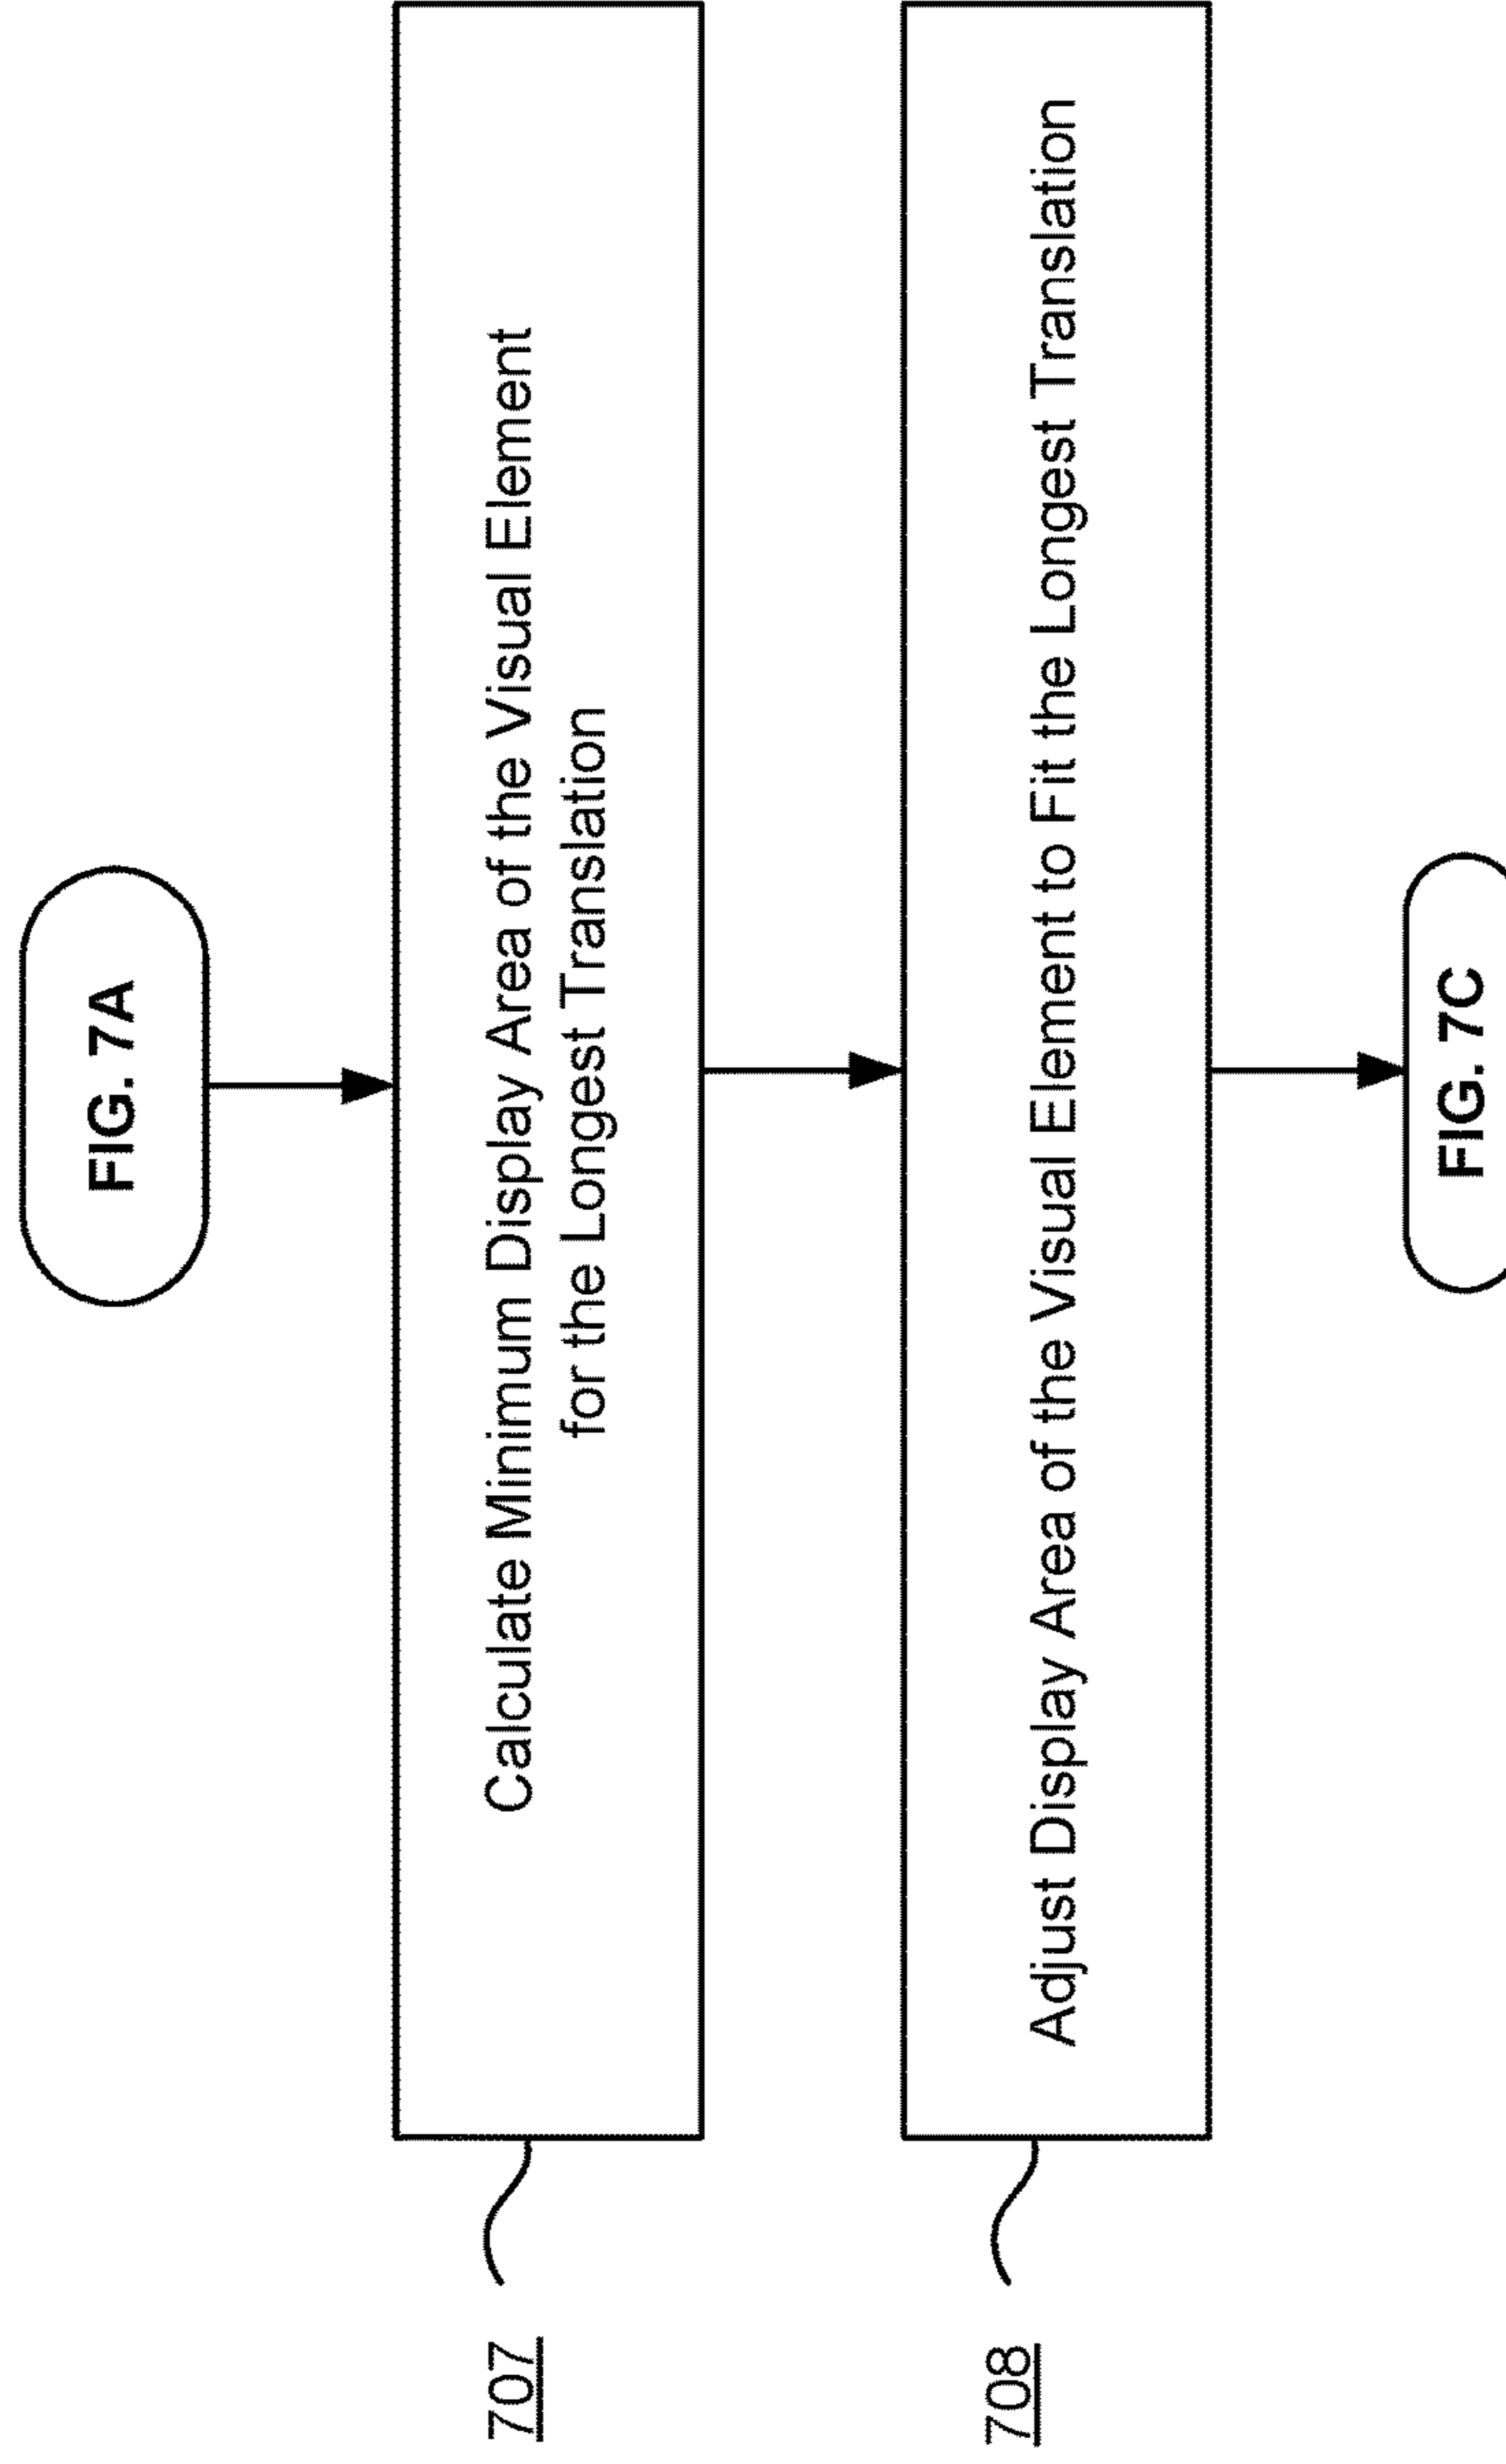 FIG. 7A
707
Calculate Minimum Display Area of the Visual Element
for the Longest Translation
708
Adjust Display Area of the Visual Element to Fit the Longest Translation
FIG. 7C